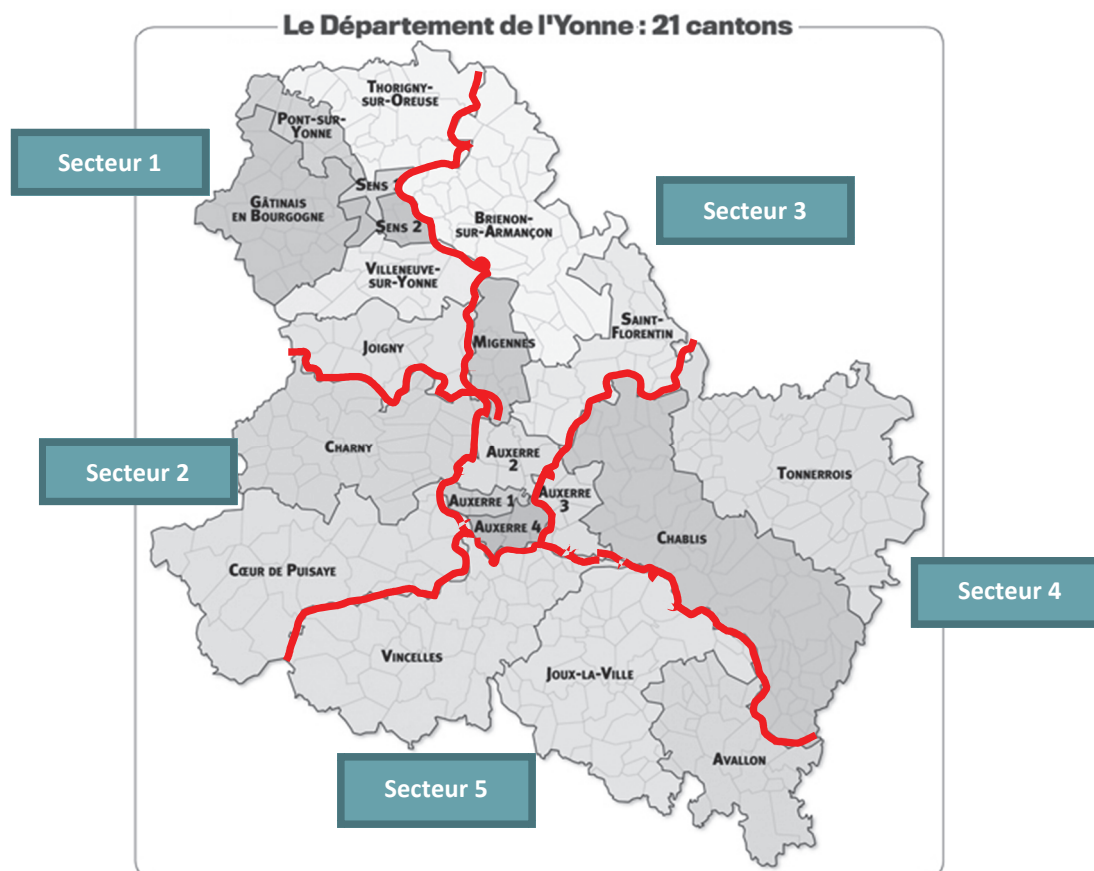 Le Département de l'Yonne : 21 cantons
THORIGNY-
SUR-OREUSE
PONT-SUR-
YONNE
Secteur 1
SENS 1
GÂTINAIS
EN BOURGOGNE
SENS 2
Secteur 3
BRIENON-
SUR-ARMANÇON
VILLENEUVE-
SUR-YONNE
SAINT-
FLORENTIN
JOIGNY
MIGENNES
Secteur 2
CHARNY
AUXERRE
2
TONNERROIS
AUXERRE 1
AUXERRE
3
AUXERRE 4
CHABLIS
CŒUR DE PUISAYE
Secteur 4
VINCELLES
JOUX-LA-VILLE
AVALLON
Secteur 5